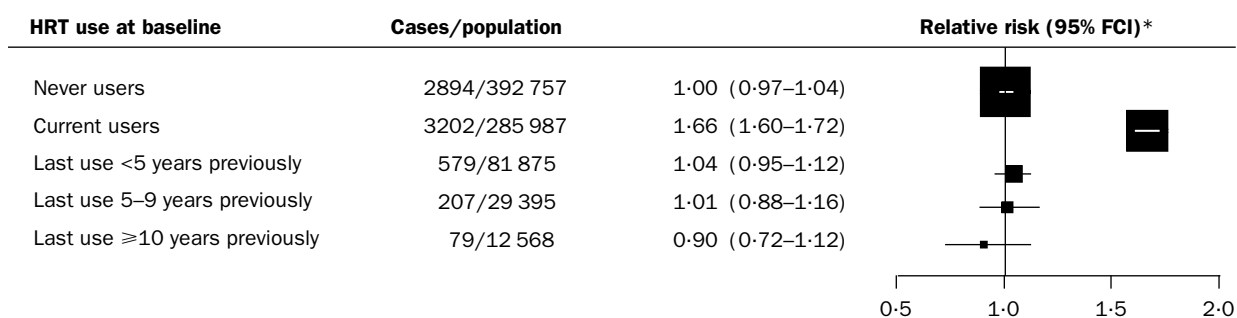 HRT use at baseline Cases/population Relative risk (95% FCI)*
Never users 2894/392 757 1·00 (0·97–1·04)
Current users 3202/285 987 1·66 (1·60–1·72)
Last use <5 years previously 579/81 875 1·04 (0·95–1·12)
Last use 5–9 years previously 207/29 395 1·01 (0·88–1·16)
Last use ⩾10 years previously 79/12 568 0·90 (0·72–1·12)
0·5 1·0 1·5 2·0